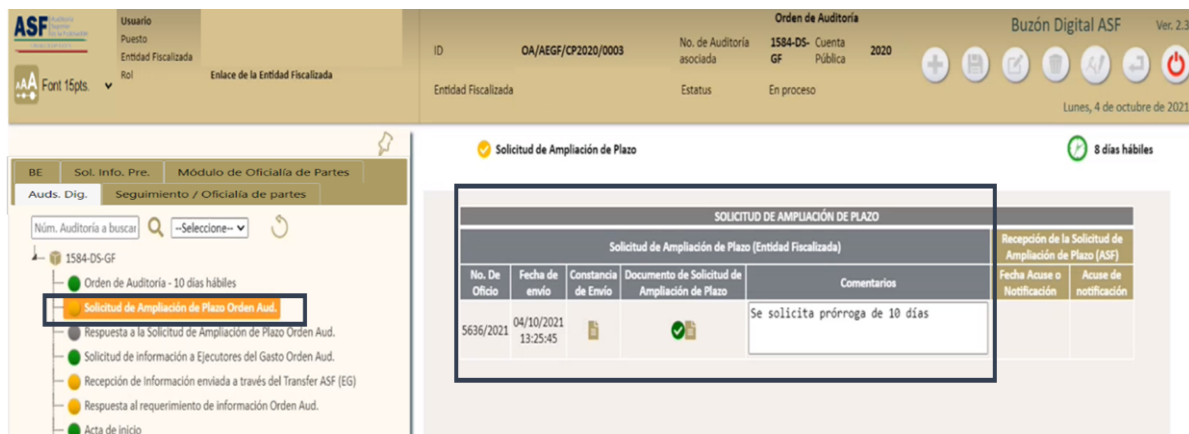 ASF
Usuario
Puesto
Entidad Fiscalizada
Rol
Enlace de la Entidad Fiscalizada
AAA Font 15pts.
Orden de Auditoría
ID OA/AEGF/CP2020/0003 No. de Auditoría asociada 1584-DS-GF Cuenta Pública 2020
Entidad Fiscalizada Estatus En proceso
Buzón Digital ASF Ver. 2.3
Lunes, 4 de octubre de 2021
BE Sol. Info. Pre. Módulo de Oficialía de Partes
Auds. Dig. Seguimiento / Oficialía de partes
Núm. Auditoría a buscar --Seleccione--
1584-DS-GF
Orden de Auditoría - 10 días hábiles
Solicitud de Ampliación de Plazo Orden Aud.
Respuesta a la Solicitud de Ampliación de Plazo Orden Aud.
Solicitud de información a Ejecutores del Gasto Orden Aud.
Recepción de Información enviada a través del Transfer ASF (EG)
Respuesta al requerimiento de información Orden Aud.
Acta de inicio
Solicitud de Ampliación de Plazo 8 días hábiles
SOLICITUD DE AMPLIACIÓN DE PLAZO
Solicitud de Ampliación de Plazo (Entidad Fiscalizada)
Recepción de la Solicitud de
Ampliación de Plazo (ASF)
No. De Oficio
Fecha de envío
Constancia de Envío
Documento de Solicitud de Ampliación de Plazo
Comentarios
Fecha Acuse o Notificación
Acuse de notificación
5636/2021
04/10/2021
13:25:45
Se solicita prórroga de 10 días